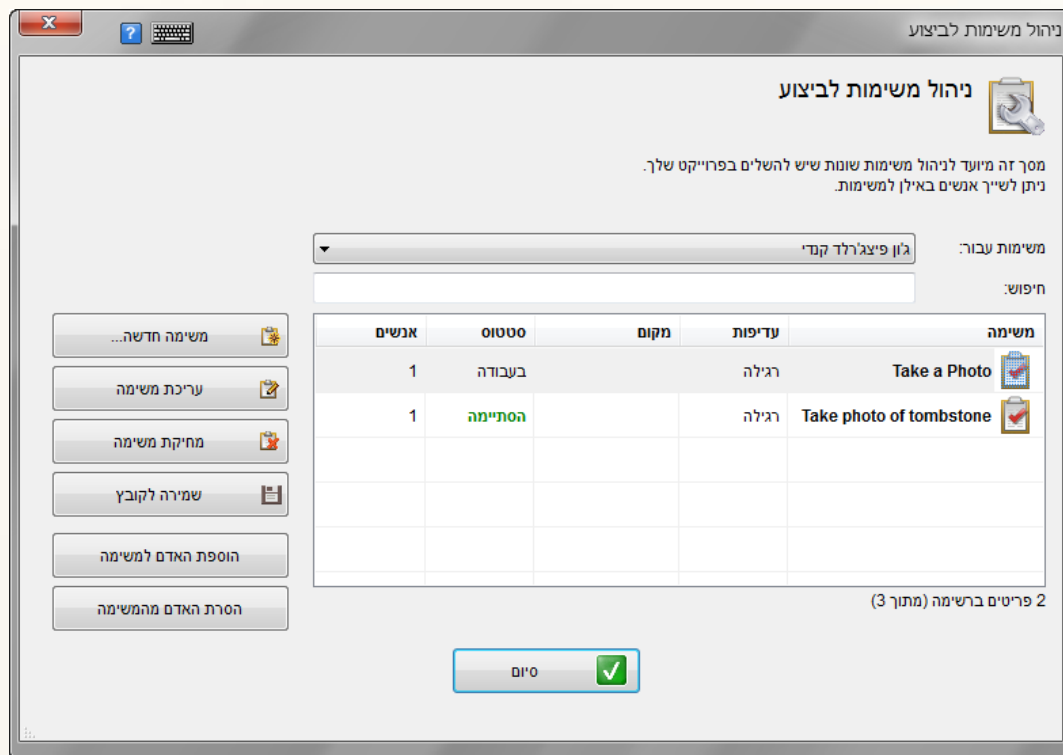 ניהול משימות לביצוע
ניהול משימות לביצוע
מסך זה מיועד לניהול משימות שונות שיש להשלים בפרוייקט שלך.
ניתן לשייך אנשים באילן למשימות.
משימות עבור: ג'ון פיצג'רלד קנדי
חיפוש:
משימה עדיפות מקום סטטוס אנשים
Take a Photo רגילה בעבודה 1
Take photo of tombstone רגילה הסתיימה 1
2 פריטים ברשימה (מתוך 3)
משימה חדשה...
עריכת משימה
מחיקת משימה
שמירה לקובץ
הוספת האדם למשימה
הסרת האדם מהמשימה
סיום